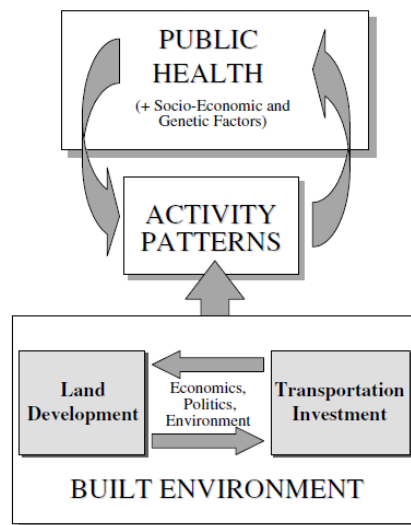 PUBLIC
HEALTH
(+ Socio-Economic and
Genetic Factors)
ACTIVITY
PATTERNS
Land
Development
Economics,
Politics,
Environment
Transportation
Investment
BUILT ENVIRONMENT